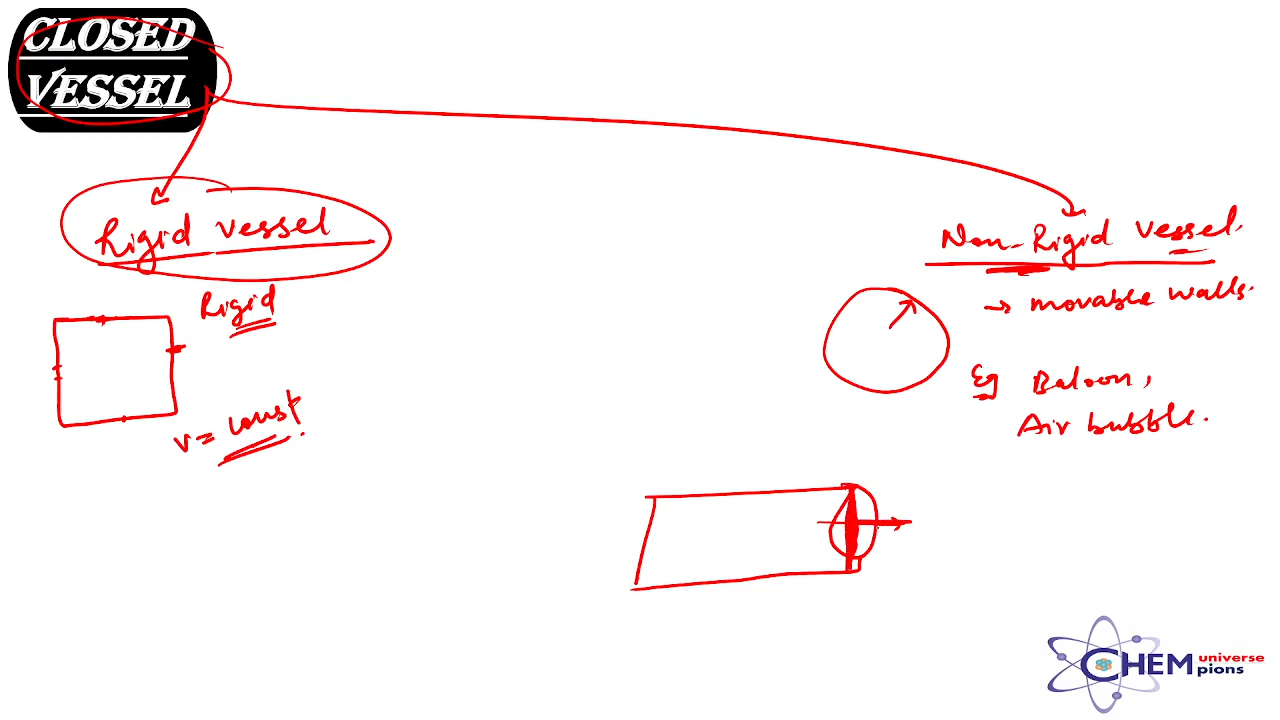 CLOSED
VESSEL
Rigid vessel
Rigid
V = const.
Non-Rigid Vessel.
→ movable walls.
Eg Baloon,
Air bubble.
CHEM universe
pions